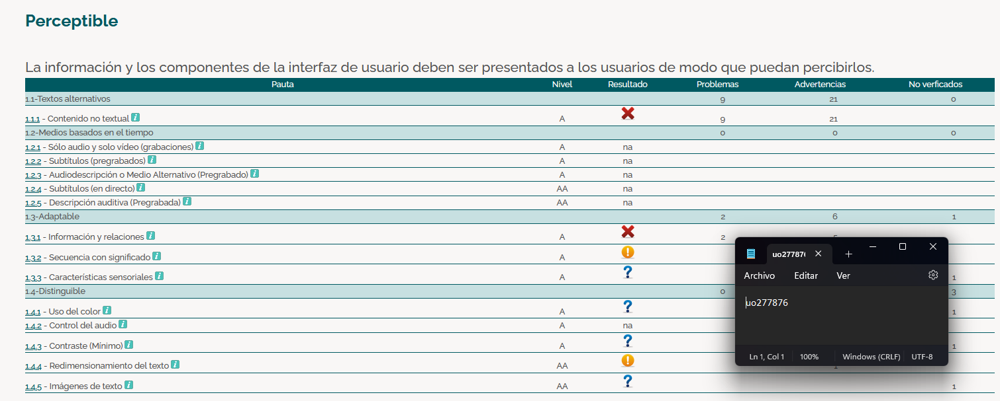 Perceptible
La información y los componentes de la interfaz de usuario deben ser presentados a los usuarios de modo que puedan percibirlos.
Pauta Nivel Resultado Problemas Advertencias No verficados
1.1-Textos alternativos 9 21 0
1.1.1 - Contenido no textual i A 9 21
1.2-Medios basados en el tiempo 0 0 0
1.2.1 - Sólo audio y solo vídeo (grabaciones) i A na
1.2.2 - Subtítulos (pregrabados) i A na
1.2.3 - Audiodescripción o Medio Alternativo (Pregrabado) i A na
1.2.4 - Subtítulos (en directo) i AA na
1.2.5 - Descripción auditiva (Pregrabada) i AA na
1.3-Adaptable 2 6 1
1.3.1 - Información y relaciones i A 2
1.3.2 - Secuencia con significado i A !
1.3.3 - Características sensoriales i A ? 1
1.4-Distinguible 0 3
1.4.1 - Uso del color i A ? 1
1.4.2 - Control del audio i A na
1.4.3 - Contraste (Mínimo) i A ? 1
1.4.4 - Redimensionamiento del texto i AA ! 1
1.4.5 - Imágenes de texto i AA ? 1
uo27787
Archivo Editar Ver
uo277876
Ln 1, Col 1 100% Windows (CRLF) UTF-8